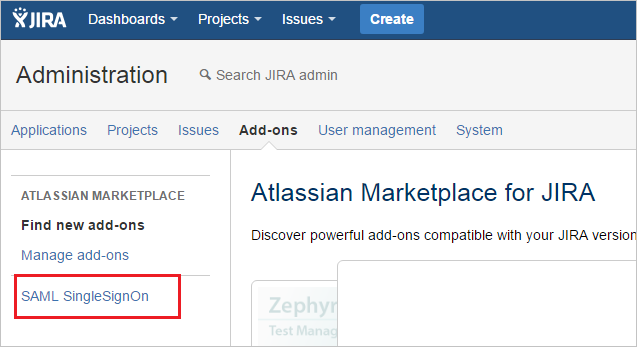 JIRA Dashboards Projects Issues Create
Administration Search JIRA admin
Applications Projects Issues Add-ons User management System
ATLASSIAN MARKETPLACE
Find new add-ons
Manage add-ons
SAML SingleSignOn
Atlassian Marketplace for JIRA
Discover powerful add-ons compatible with your JIRA version
Zephyr
Test Manag